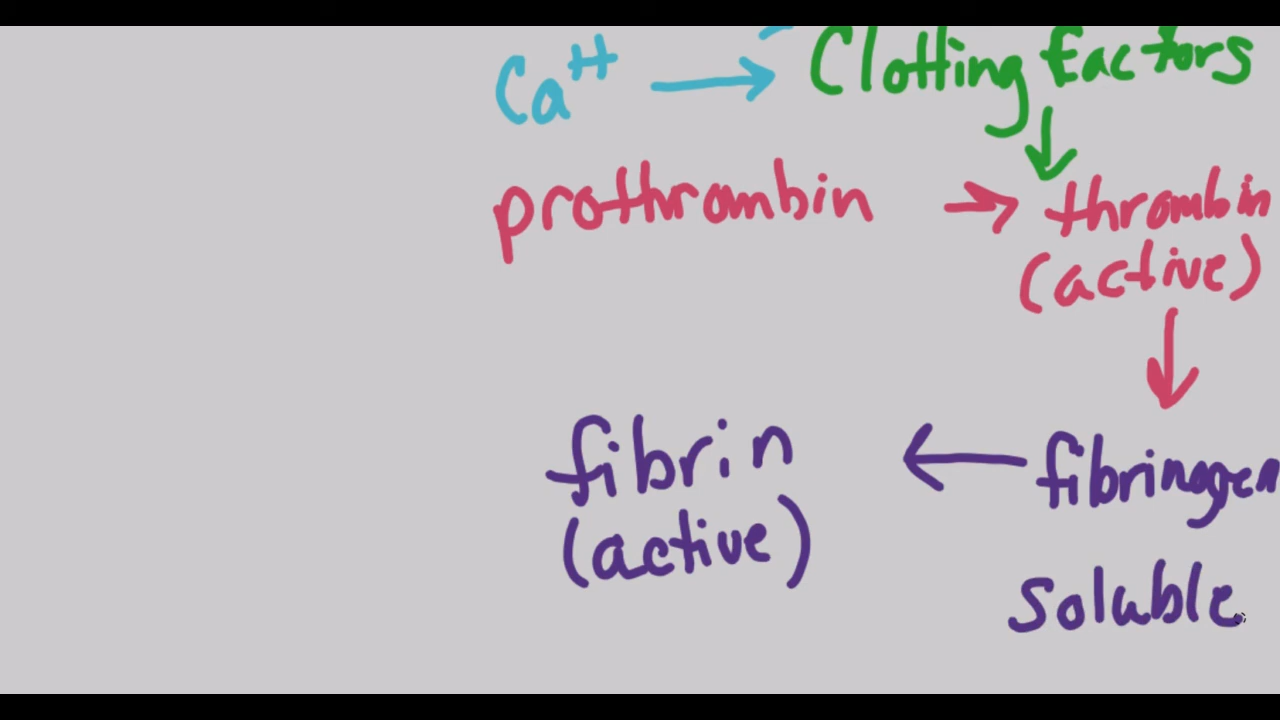 Ca++ → Clotting factors
prothrombin → thrombin
(active)
fibrin ← fibrinogen
(active)
soluble